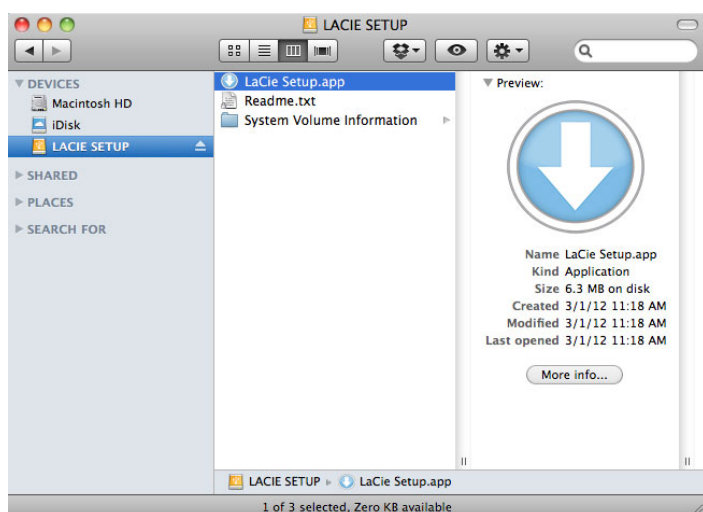 LACIE SETUP
DEVICES
Macintosh HD
iDisk
LACIE SETUP
SHARED
PLACES
SEARCH FOR
LaCie Setup.app
Readme.txt
System Volume Information
Preview:
Name LaCie Setup.app
Kind Application
Size 6.3 MB on disk
Created 3/1/12 11:18 AM
Modified 3/1/12 11:18 AM
Last opened 3/1/12 11:18 AM
More info...
LACIE SETUP LaCie Setup.app
1 of 3 selected, Zero KB available